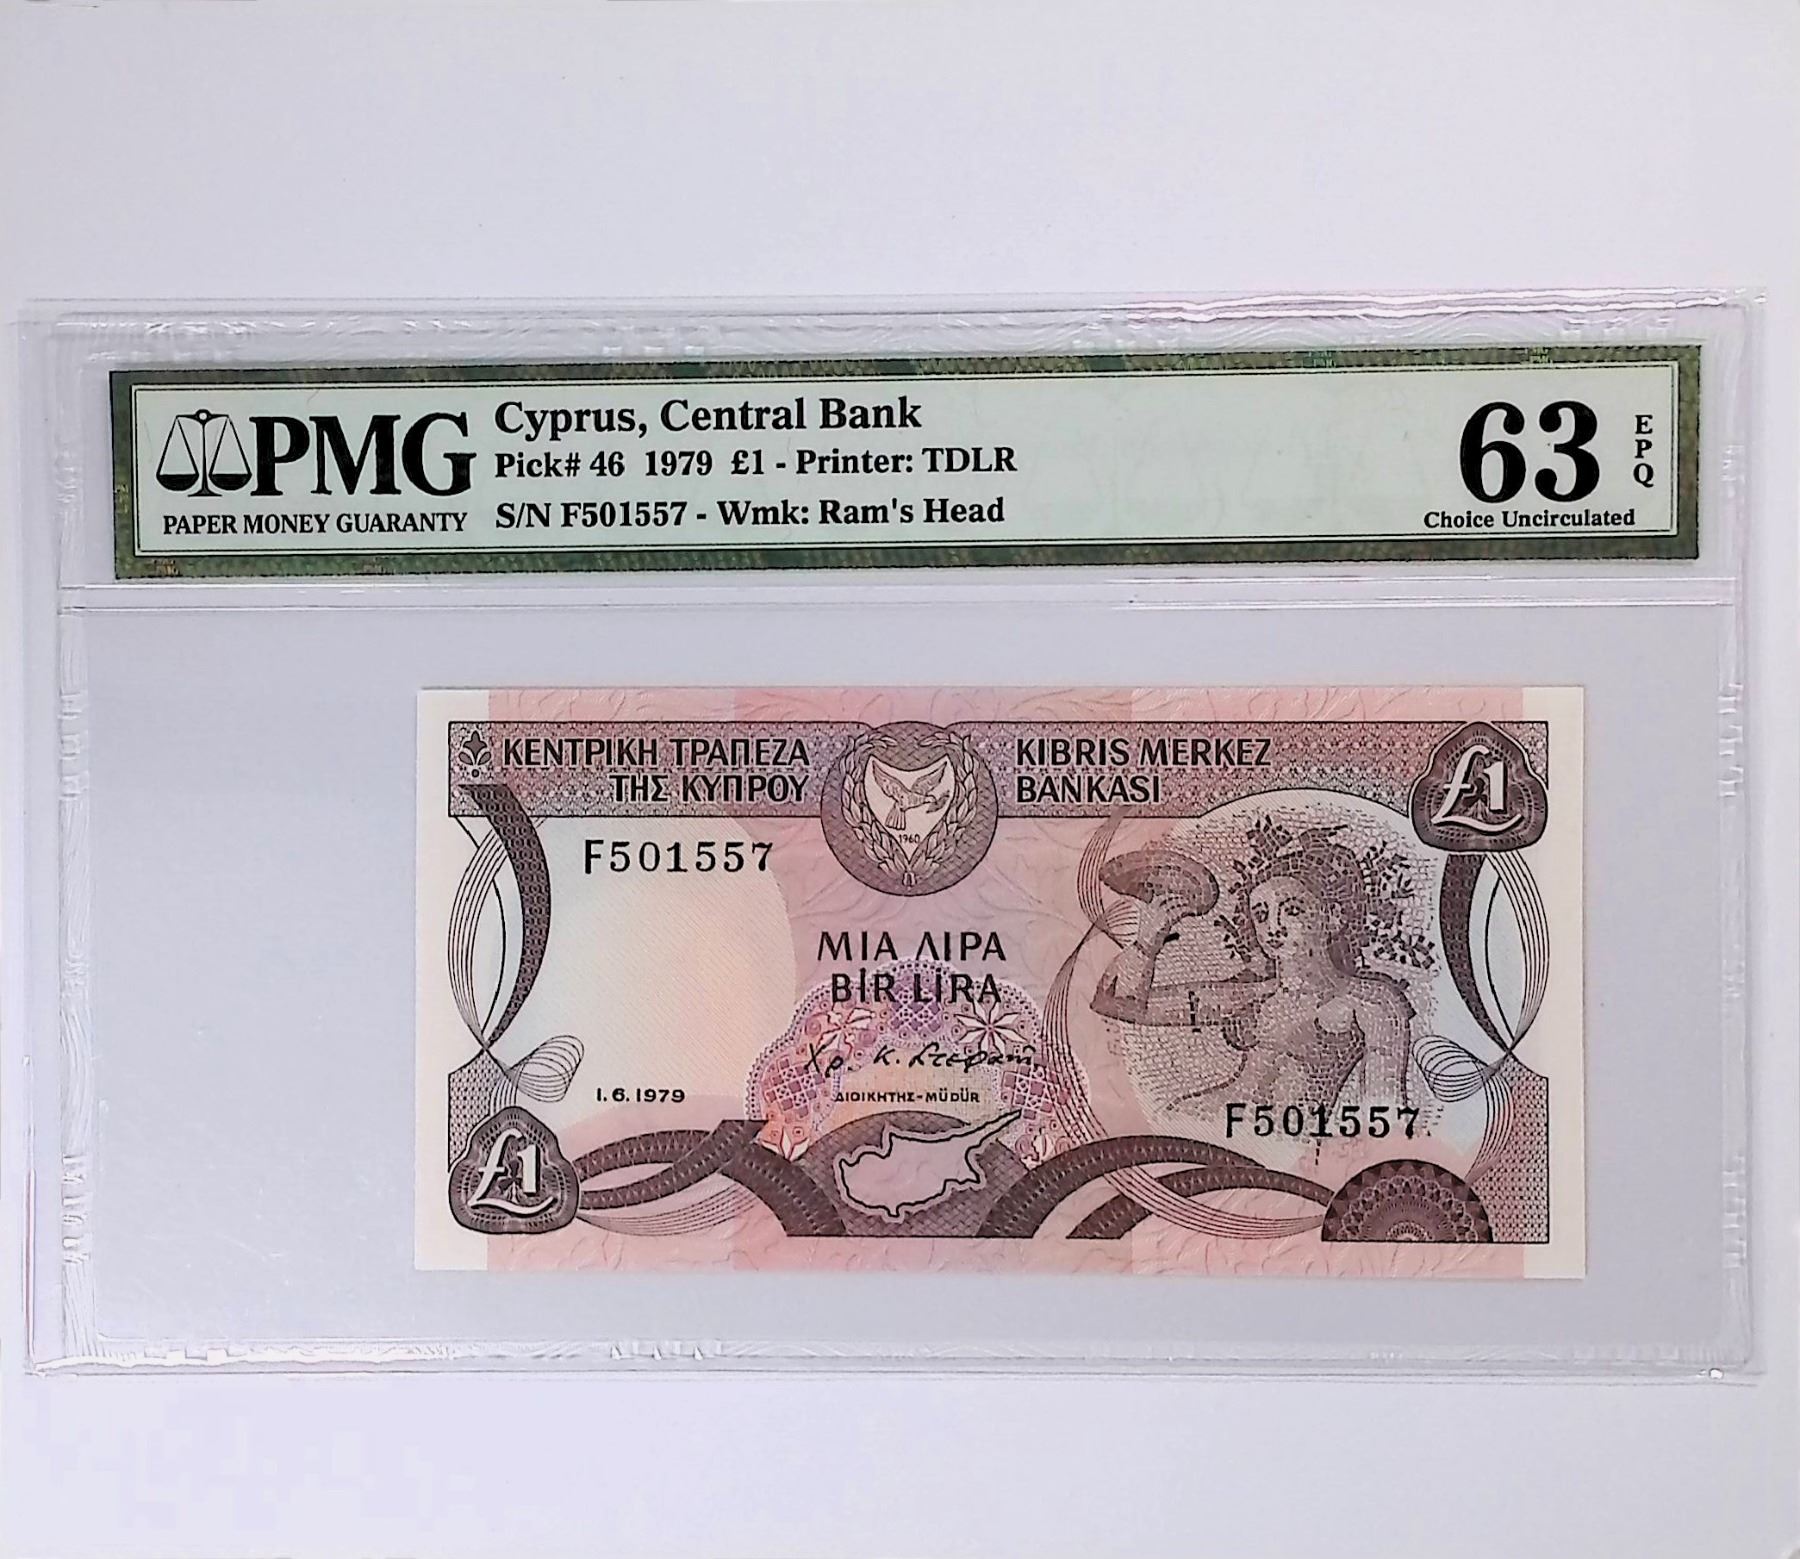 PMG
PAPER MONEY GUARANTY
Cyprus, Central Bank
Pick# 46 1979 £1 - Printer: TDLR
S/N F501557 - Wmk: Ram's Head
63
EPQ
Choice Uncirculated
ΚΕΝΤΡΙΚΗ ΤΡΑΠΕΖΑ
ΤΗΣ ΚΥΠΡΟΥ
KIBRIS MERKEZ
BANKASI
£1
1960
F501557
ΜΙΑ ΛΙΡΑ
BİR LİRA
Χρ. Κ. Στεφανή
1.6.1979
ΔΙΟΙΚΗΤΗΣ-MÜDÜR
F501557
£1